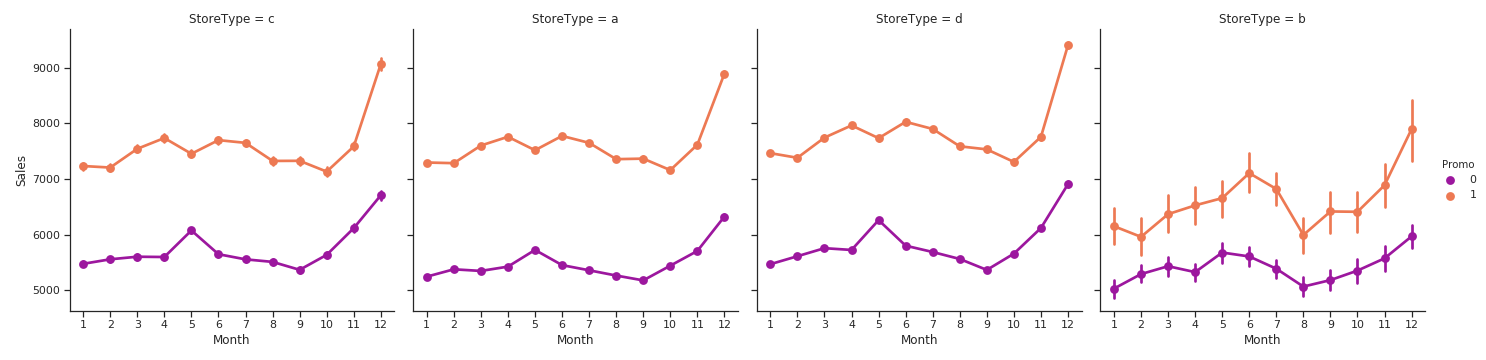 StoreType = c
StoreType = a
StoreType = d
StoreType = b
Sales
9000
8000
7000
6000
5000
1 2 3 4 5 6 7 8 9 10 11 12
Month
1 2 3 4 5 6 7 8 9 10 11 12
Month
1 2 3 4 5 6 7 8 9 10 11 12
Month
1 2 3 4 5 6 7 8 9 10 11 12
Month
Promo
0
1